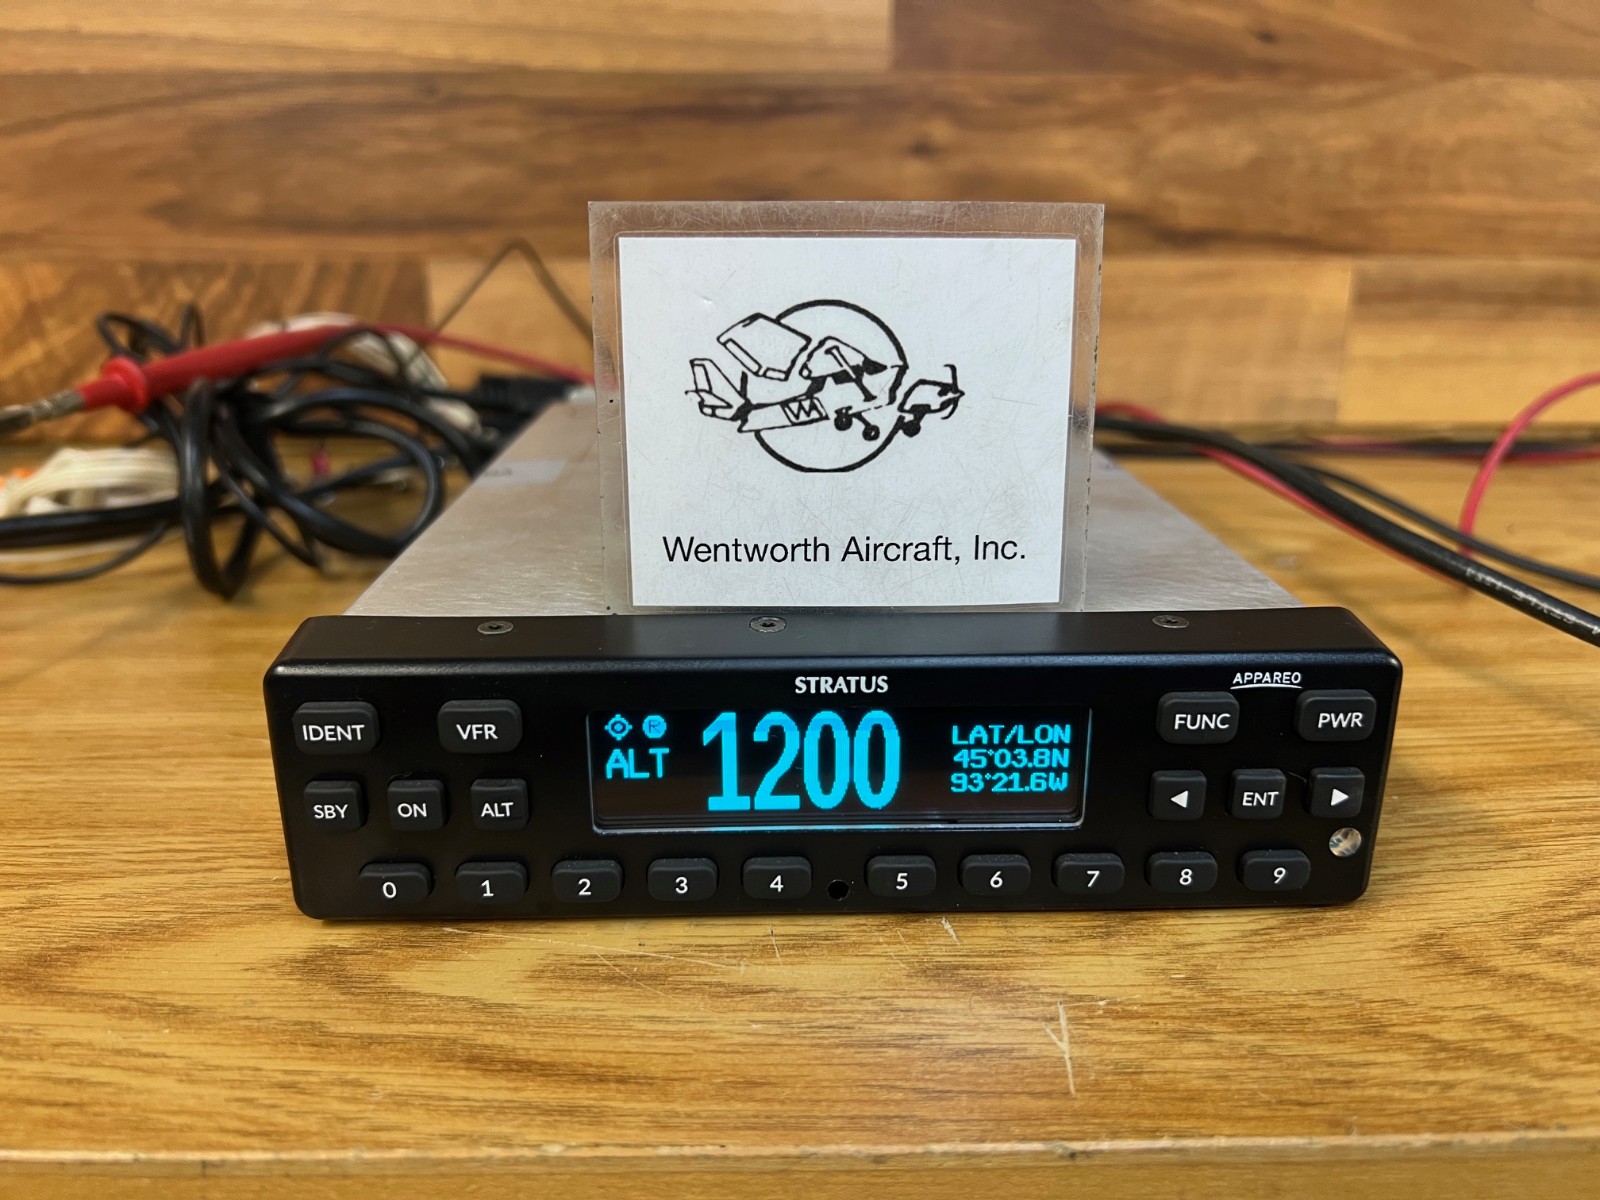 W
Wentworth Aircraft, Inc.
STRATUS
APPAREO
IDENT
VFR
R
ALT
1200
LAT/LON
45°03.8N
93°21.6W
FUNC
PWR
SBY
ON
ALT
◀
ENT
▶
0
1
2
3
4
5
6
7
8
9